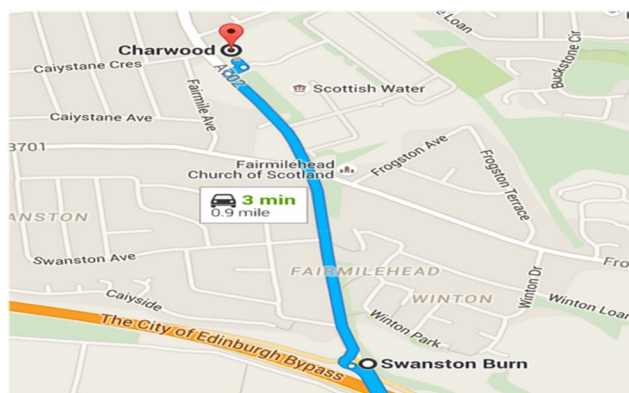 Loan
Charwood
Caiystane Cres
A702
Buckstone Cir
Scottish Water
Fairmile Ave
Caiystane Ave
Frogston Ave
B701
Fairmilehead
Church of Scotland
Frogston Terrace
3 min
0.9 mile
ANSTON
Swanston Ave
Fro
FAIRMILEHEAD
Winton Dr
Caiyside
WINTON
Winton Loan
Winton Park
The City of Edinburgh Bypass
Swanston Burn